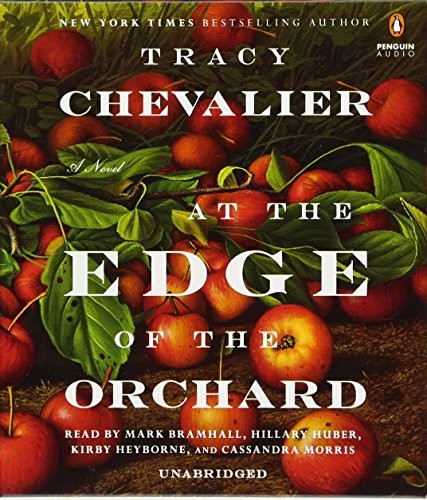 NEW YORK TIMES BESTSELLING AUTHOR
PENGUIN
AUDIO
TRACY
CHEVALIER
A Novel
AT THE
EDGE
OF THE
ORCHARD
READ BY MARK BRAMHALL, HILLARY HUBER,
KIRBY HEYBORNE, AND CASSANDRA MORRIS
UNABRIDGED